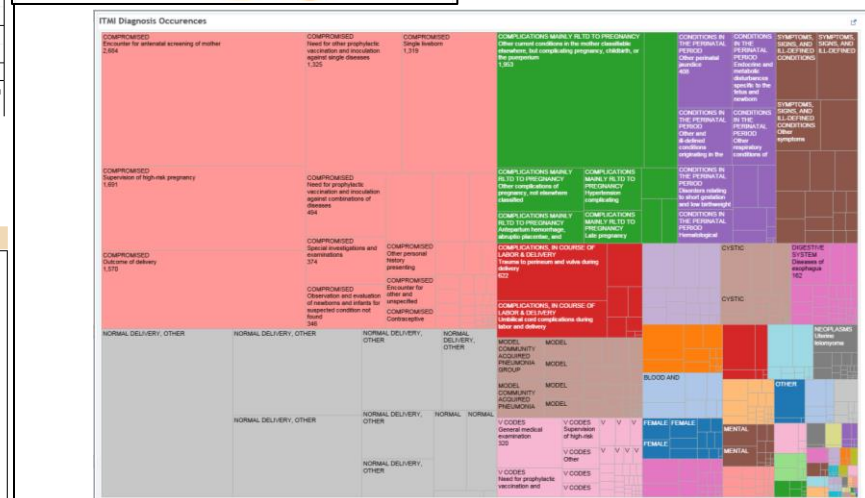 ITMI Diagnosis Occurences
COMPROMISED
Encounter for antenatal screening of mother
2,654
COMPROMISED
Need for other prophylactic
vaccination and inoculation
against single diseases
1,325
COMPROMISED
Single liveborn
1,319
COMPROMISED
Supervision of high-risk pregnancy
1,691
COMPROMISED
Need for prophylactic
vaccination and inoculation
against combinations of
diseases
494
COMPROMISED
Outcome of delivery
1,570
COMPROMISED
Special investigations and
examinations
374
COMPROMISED
Other personal
history
presenting
COMPROMISED
Encounter for
other and
unspecified
COMPROMISED
Observation and evaluation
of newborns and infants for
suspected condition not
found
346
COMPROMISED
Contraceptive
COMPLICATIONS MAINLY RLTD TO PREGNANCY
Other current conditions in the mother classifiable
elsewhere, but complicating pregnancy, childbirth, or
the puerperium
1,953
COMPLICATIONS MAINLY
RLTD TO PREGNANCY
Other complications of
pregnancy, not elsewhere
classified
COMPLICATIONS
MAINLY RLTD TO
PREGNANCY
Hypertension
complicating
COMPLICATIONS MAINLY
RLTD TO PREGNANCY
Antepartum hemorrhage,
abruptio placentae, and
COMPLICATIONS
MAINLY RLTD TO
PREGNANCY
Late pregnancy
CONDITIONS IN
THE PERINATAL
PERIOD
Other perinatal
jaundice
CONDITIONS
IN THE
PERINATAL
PERIOD
Endocrine and
metabolic
disturbances
specific to the
fetus and
newborn
CONDITIONS IN
THE PERINATAL
PERIOD
Other and
ill-defined
conditions
originating in the
CONDITIONS
IN THE
PERINATAL
PERIOD
Other
respiratory
conditions of
CONDITIONS IN
THE PERINATAL
PERIOD
Disorders relating
to short gestation
and low birthweight
CONDITIONS IN
THE PERINATAL
PERIOD
Hematological
SYMPTOMS,
SIGNS, AND
ILL-DEFINED
CONDITIONS
SYMPTOMS,
SIGNS, AND
ILL-DEFINED
SYMPTOMS,
SIGNS, AND
ILL-DEFINED
CONDITIONS
Other
symptoms
COMPLICATIONS, IN COURSE OF
LABOR & DELIVERY
Trauma to perineum and vulva during
delivery
622
COMPLICATIONS, IN COURSE OF
LABOR & DELIVERY
Umbilical cord complications during
labor and delivery
CYSTIC
CYSTIC
DIGESTIVE
SYSTEM
Diseases of
esophagus
162
NORMAL DELIVERY, OTHER
NORMAL DELIVERY, OTHER
NORMAL DELIVERY,
OTHER
NORMAL
DELIVERY,
OTHER
NORMAL DELIVERY, OTHER
NORMAL DELIVERY,
OTHER
NORMAL
NORMAL
NORMAL DELIVERY,
OTHER
MODEL
COMMUNITY
ACQUIRED
PNEUMONIA
GROUP
MODEL
MODEL
MODEL
COMMUNITY
ACQUIRED
PNEUMONIA
MODEL
MODEL
BLOOD AND
NEOPLASMS
Uterine
leiomyoma
OTHER
V CODES
General medical
examination
320
V CODES
Supervision
of high-risk
V
V
V
V CODES
Other
V
V
V
V
V CODES
Need for prophylactic
vaccination and
V CODES
V CODES
FEMALE
FEMALE
FEMALE
MENTAL
MENTAL